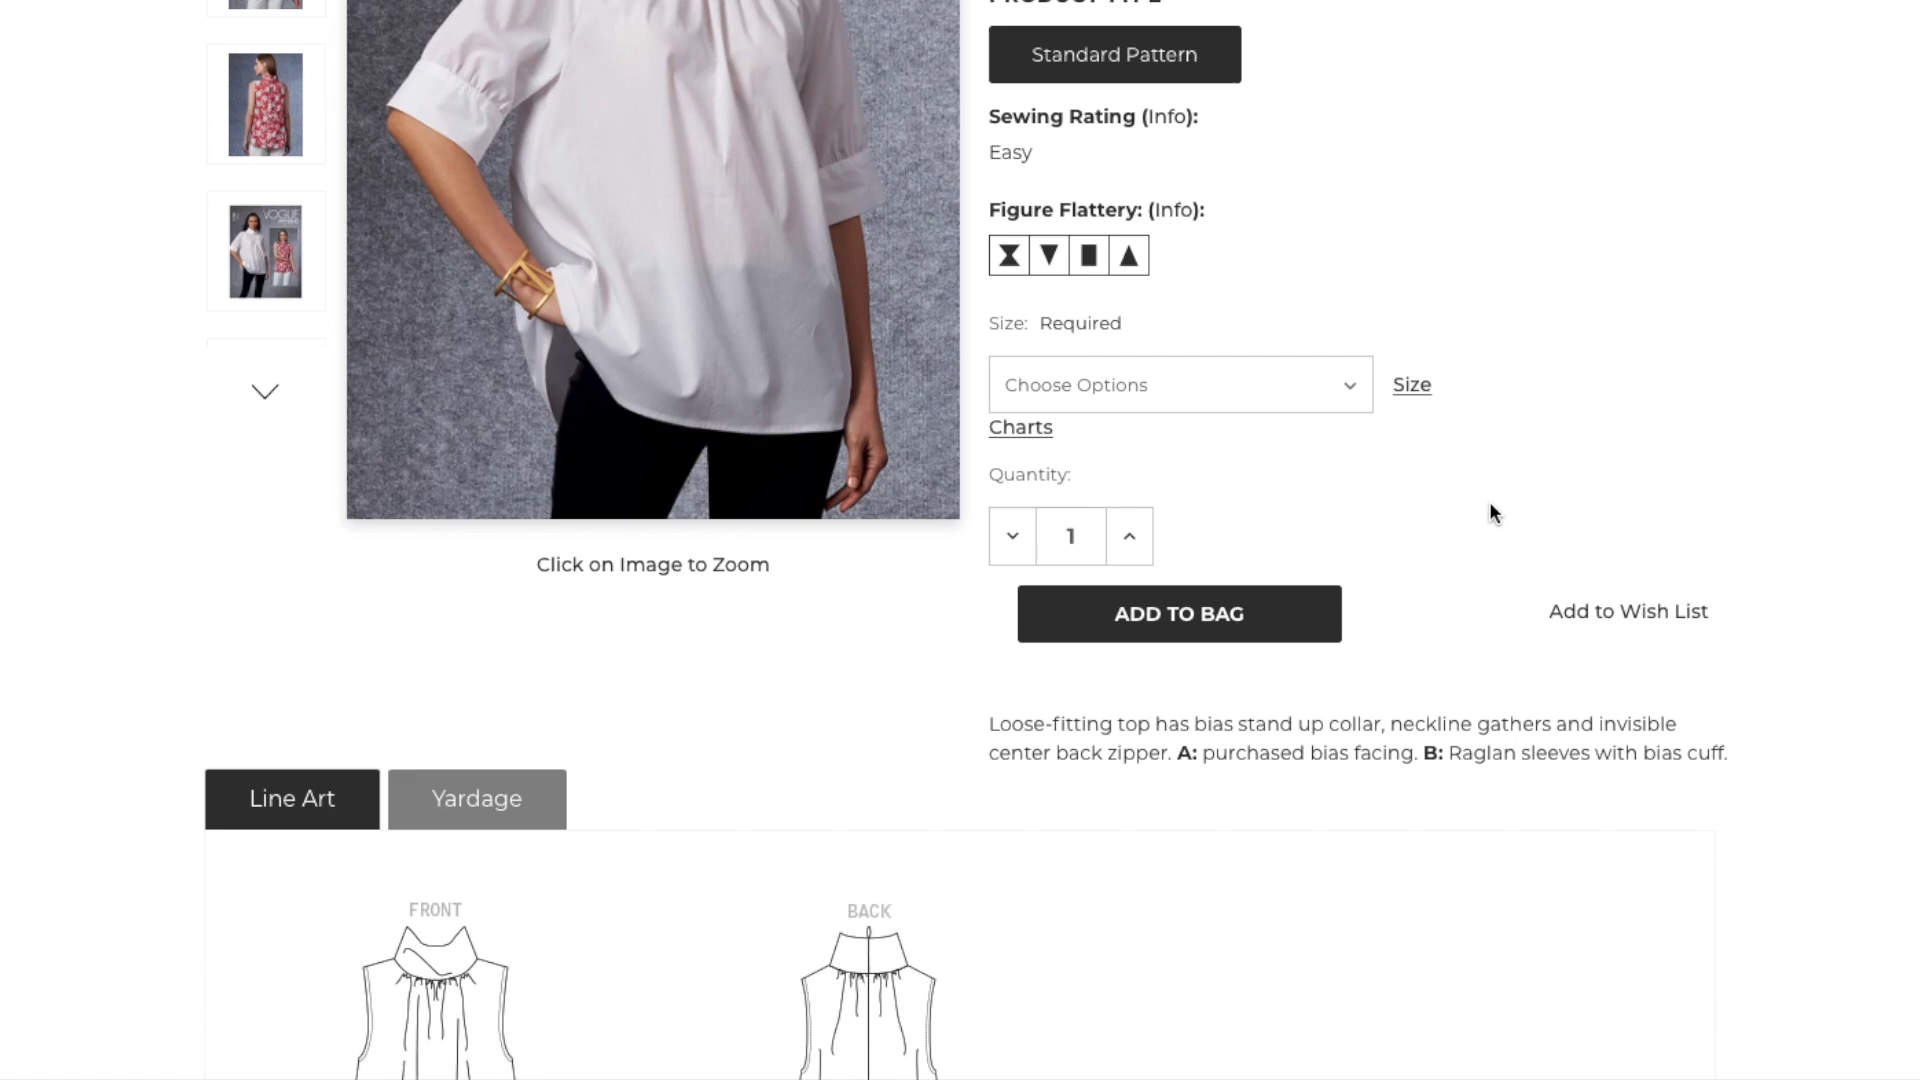 Standard Pattern
Sewing Rating (Info):
Easy
Figure Flattery: (Info):
Size: Required
Choose Options
Size
Charts
Quantity:
1
Click on Image to Zoom
ADD TO BAG
Add to Wish List
Loose-fitting top has bias stand up collar, neckline gathers and invisible
center back zipper. A: purchased bias facing. B: Raglan sleeves with bias cuff.
Line Art
Yardage
FRONT
BACK
VOGUE